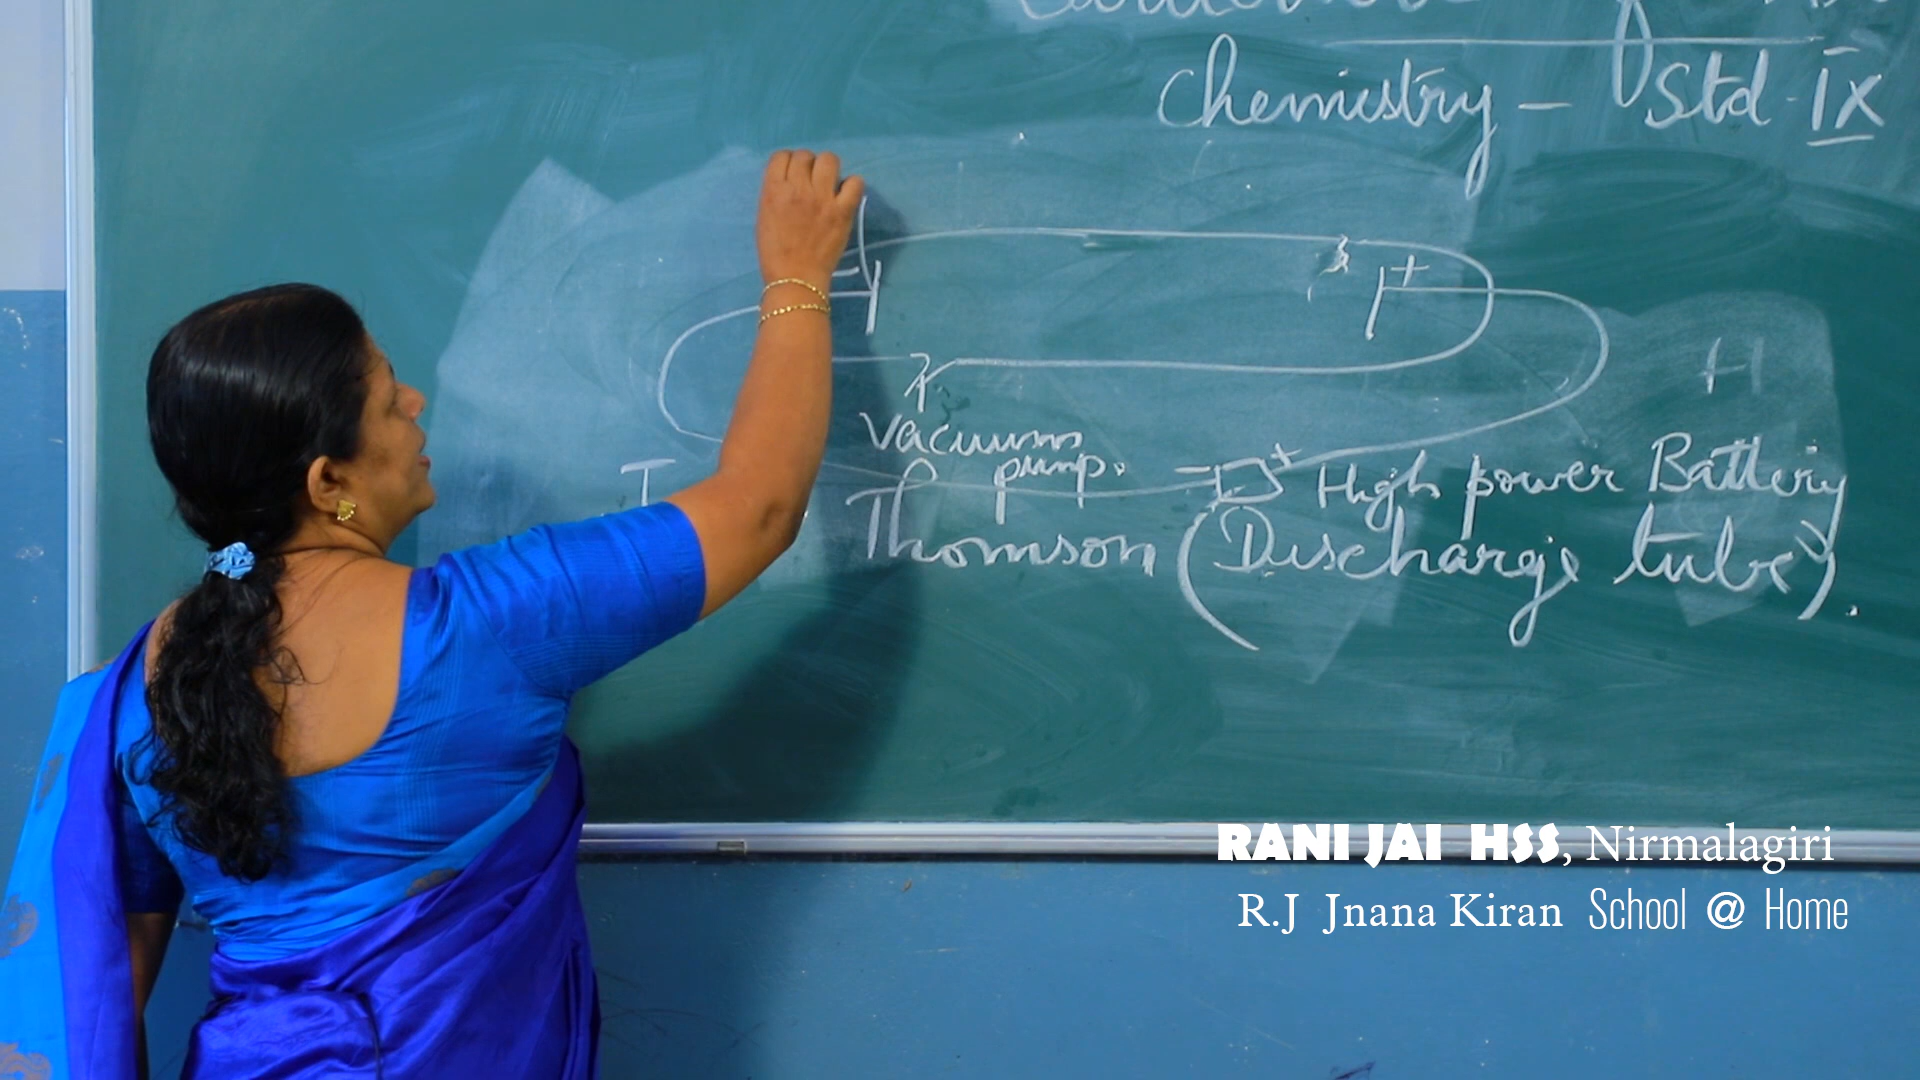 Chemistry - Std - IX
- +
Vacuum
pump.
- + High power Battery
Thomson (Discharge tube).
RANI JAI HSS, Nirmalagiri
R.J Jnana Kiran School @ Home